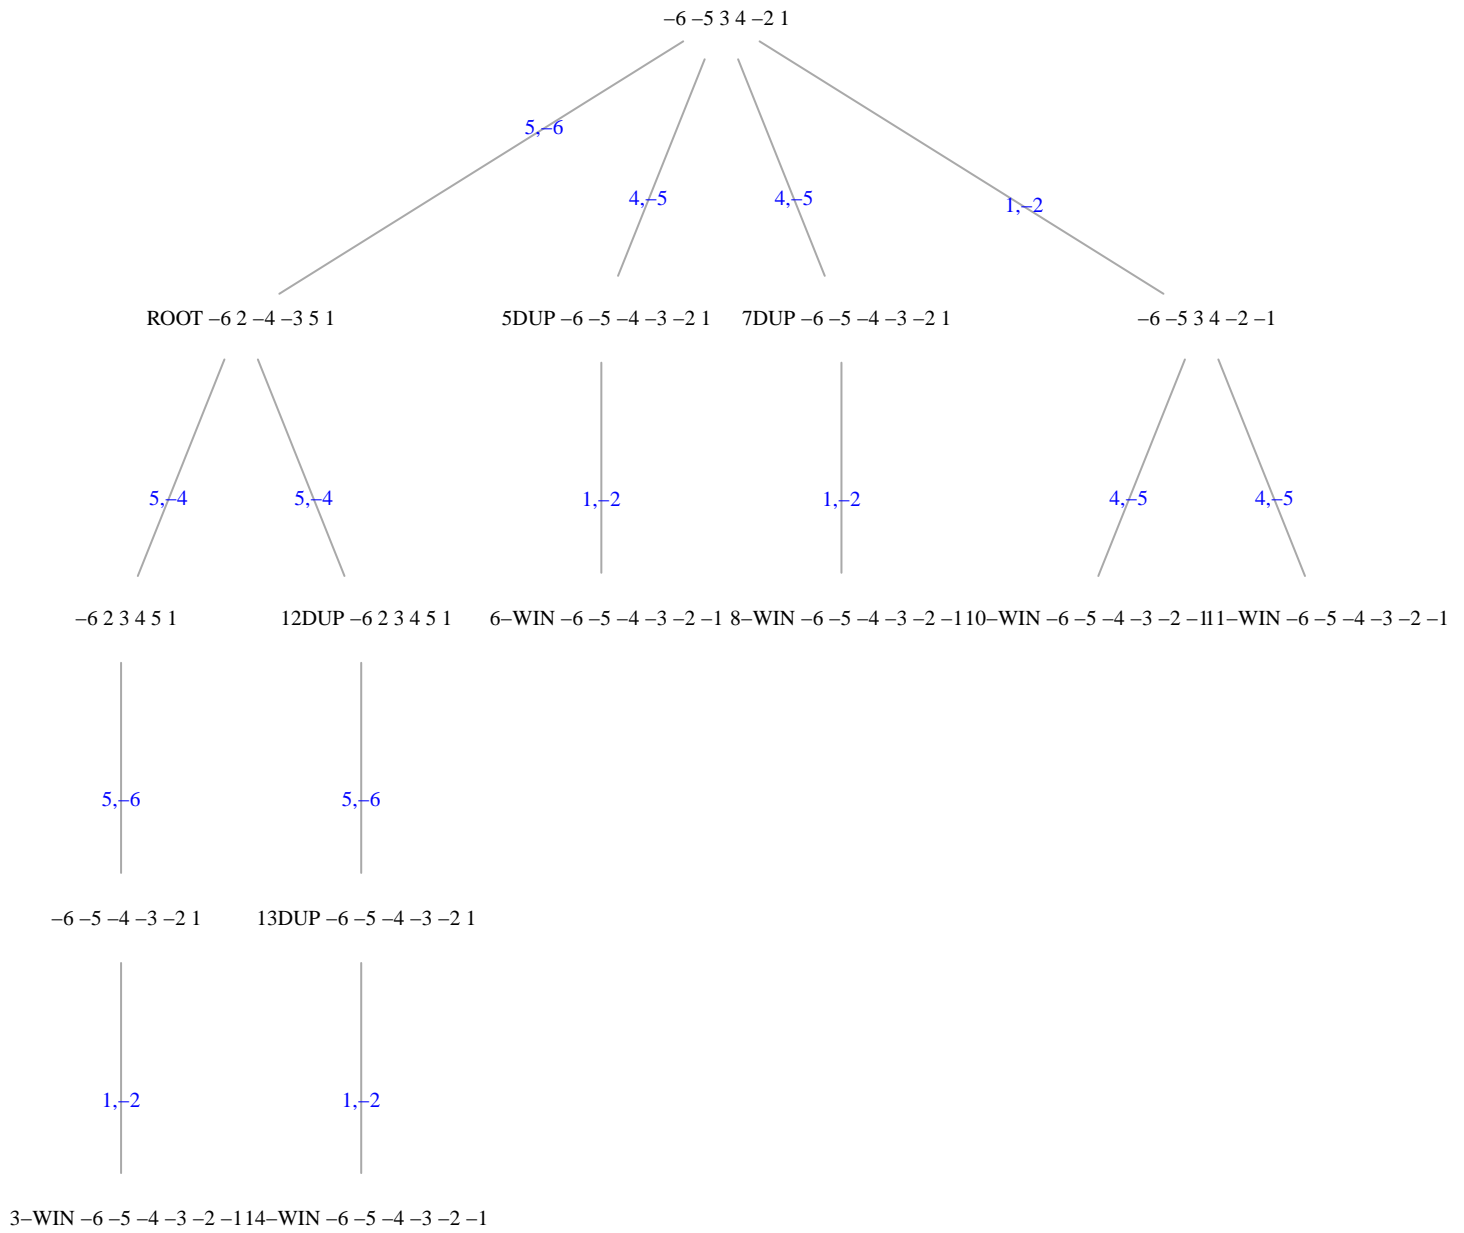 −6 −5 3 4 −2 1
5,−6
4,−5
4,−5
1,−2
ROOT −6 2 −4 −3 5 1
5DUP −6 −5 −4 −3 −2 1
7DUP −6 −5 −4 −3 −2 1
−6 −5 3 4 −2 −1
5,−4
5,−4
1,−2
1,−2
4,−5
4,−5
−6 2 3 4 5 1
12DUP −6 2 3 4 5 1
6−WIN −6 −5 −4 −3 −2 −1
8−WIN −6 −5 −4 −3 −2 −1
10−WIN −6 −5 −4 −3 −2 −1
11−WIN −6 −5 −4 −3 −2 −1
5,−6
5,−6
−6 −5 −4 −3 −2 1
13DUP −6 −5 −4 −3 −2 1
1,−2
1,−2
3−WIN −6 −5 −4 −3 −2 −1
14−WIN −6 −5 −4 −3 −2 −1